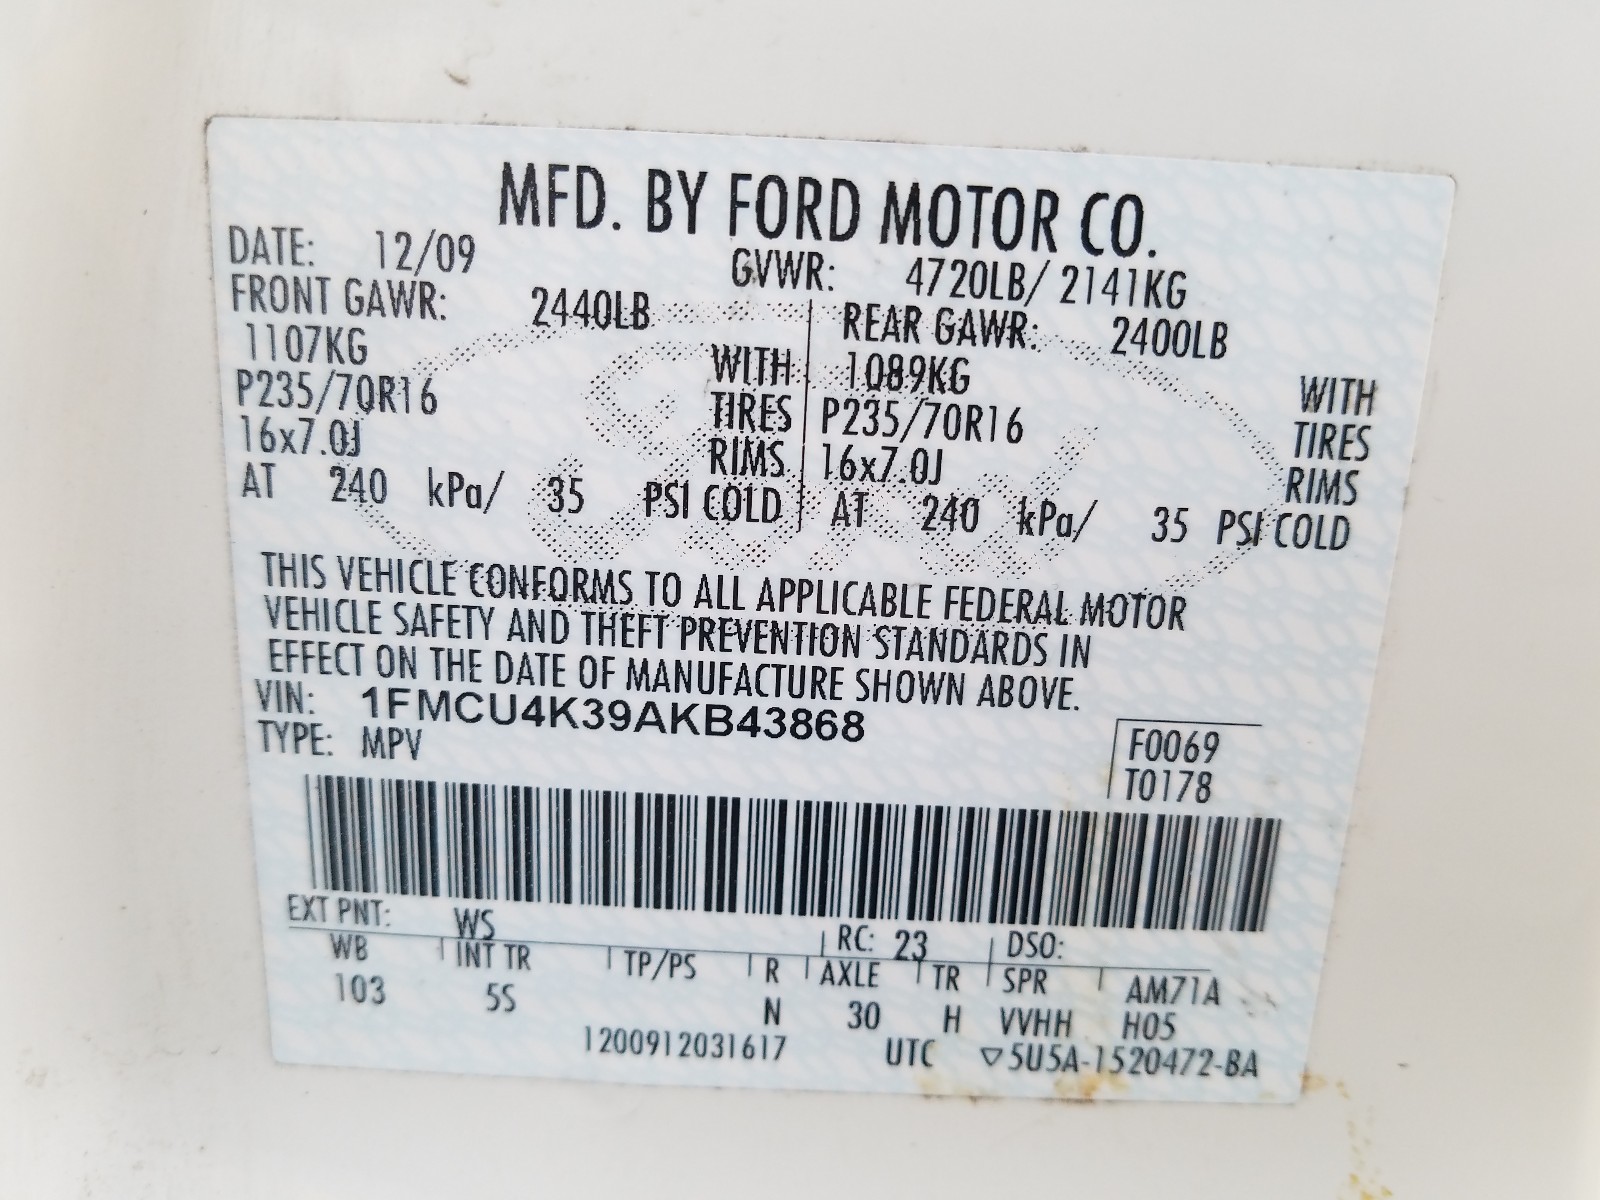 MFD. BY FORD MOTOR CO.
DATE: 12/09 GVWR: 4720LB/ 2141KG
FRONT GAWR: 2440LB REAR GAWR: 2400LB
1107KG WITH 1089KG WITH
P235/70R16 TIRES P235/70R16 TIRES
16x7.0J RIMS 16x7.0J RIMS
AT 240 kPa/ 35 PSI COLD AT 240 kPa/ 35 PSI COLD
THIS VEHICLE CONFORMS TO ALL APPLICABLE FEDERAL MOTOR
VEHICLE SAFETY AND THEFT PREVENTION STANDARDS IN
EFFECT ON THE DATE OF MANUFACTURE SHOWN ABOVE.
VIN: 1FMCU4K39AKB43868
TYPE: MPV
F0069
T0178
EXT PNT: WS RC: 23 DSO:
WB INT TR TP/PS R AXLE TR SPR AM71A
103 5S N 30 H VVHH H05
1200912031617 UTC ▽5U5A-1520472-BA